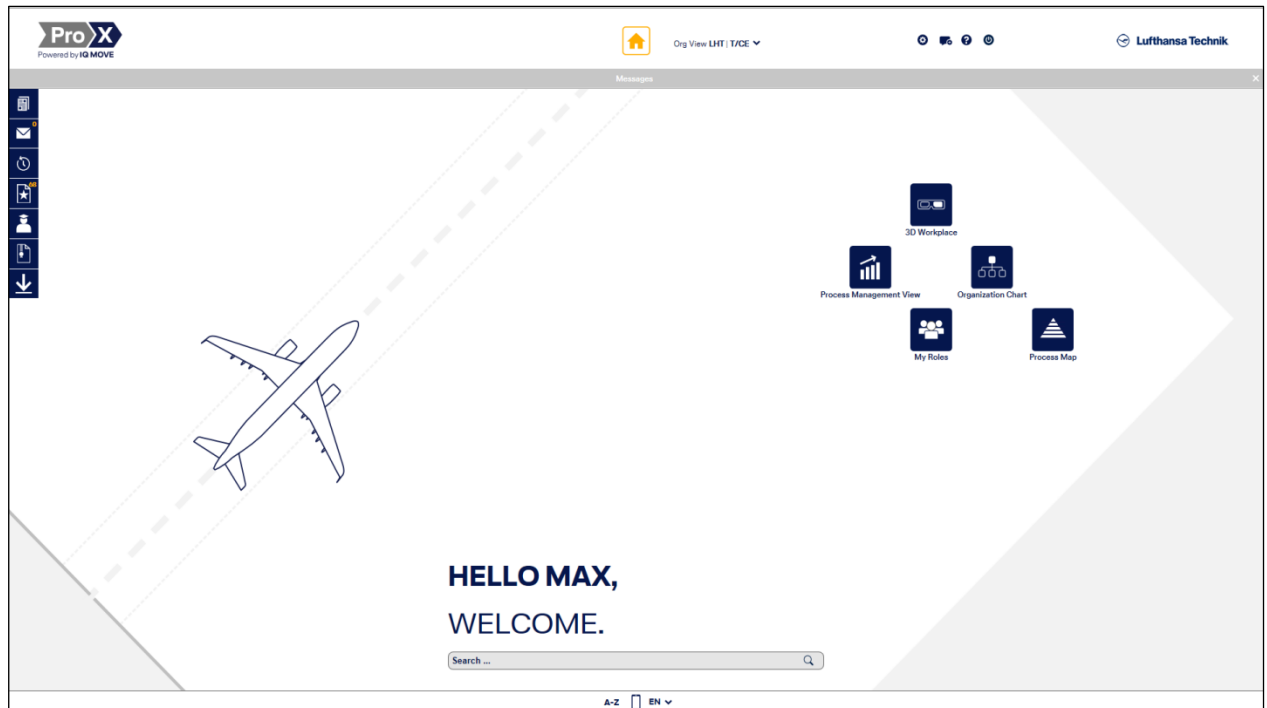 Pro X
Powered by IQ MOVE
Org View LHT | T/CE
Lufthansa Technik
Messages
0
68
3D Workplace
Process Management View
Organization Chart
My Roles
Process Map
HELLO MAX,
WELCOME.
Search ...
A-Z
EN